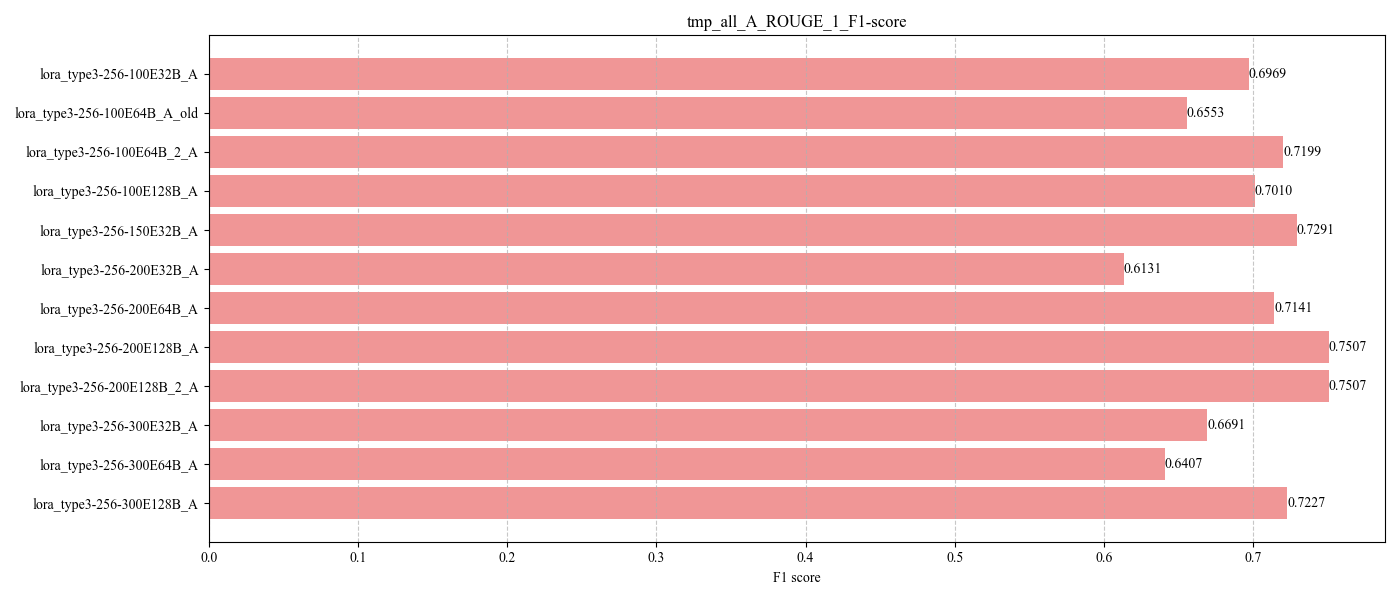 tmp_all_A_ROUGE_1_F1-score
lora_type3-256-100E32B_A 0.6969
lora_type3-256-100E64B_A_old 0.6553
lora_type3-256-100E64B_2_A 0.7199
lora_type3-256-100E128B_A 0.7010
lora_type3-256-150E32B_A 0.7291
lora_type3-256-200E32B_A 0.6131
lora_type3-256-200E64B_A 0.7141
lora_type3-256-200E128B_A 0.7507
lora_type3-256-200E128B_2_A 0.7507
lora_type3-256-300E32B_A 0.6691
lora_type3-256-300E64B_A 0.6407
lora_type3-256-300E128B_A 0.7227
0.0 0.1 0.2 0.3 0.4 0.5 0.6 0.7
F1 score